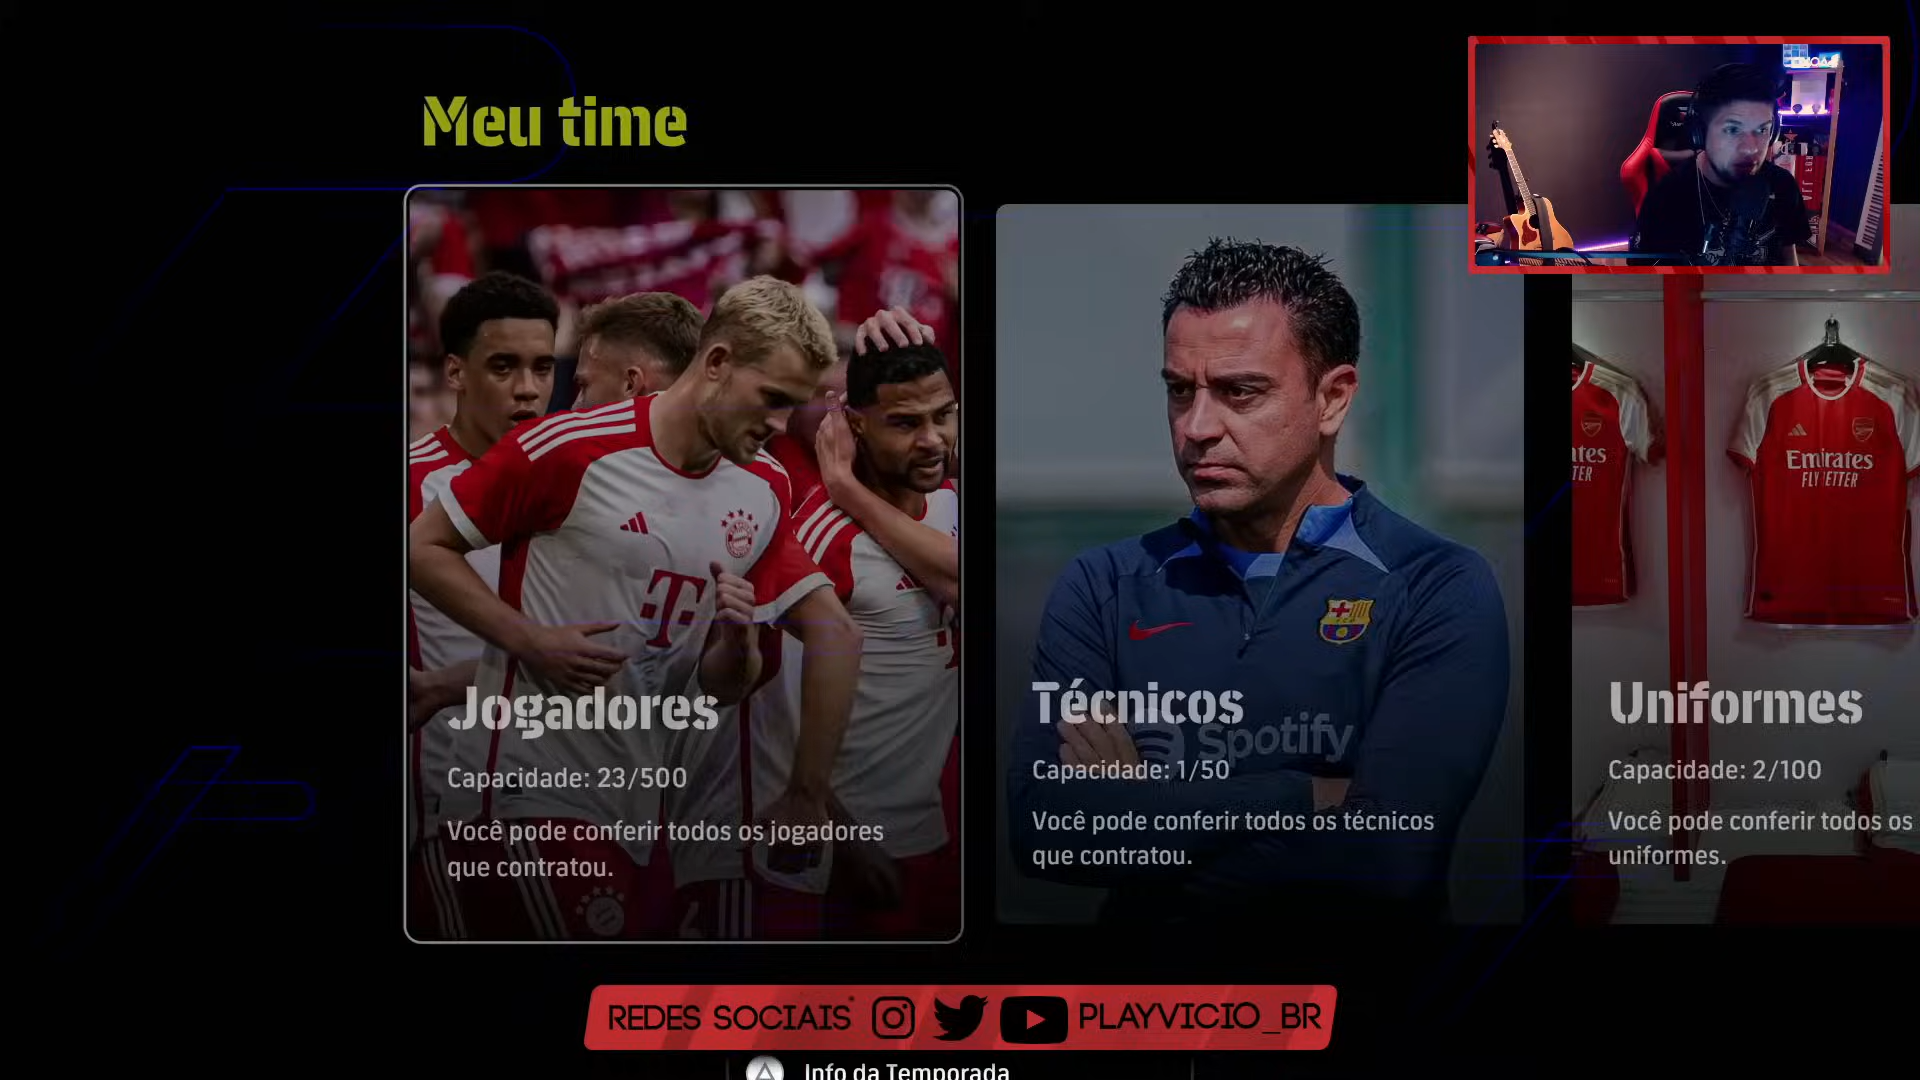 Meu time
Jogadores
Capacidade: 23/500
Você pode conferir todos os jogadores
que contratou.
Técnicos
Spotify
Capacidade: 1/50
Você pode conferir todos os técnicos
que contratou.
Emirates
FLY BETTER
Uniformes
Capacidade: 2/100
Você pode conferir todos os
uniformes.
REDES SOCIAIS PLAYVICIO_BR
Info da Temporada